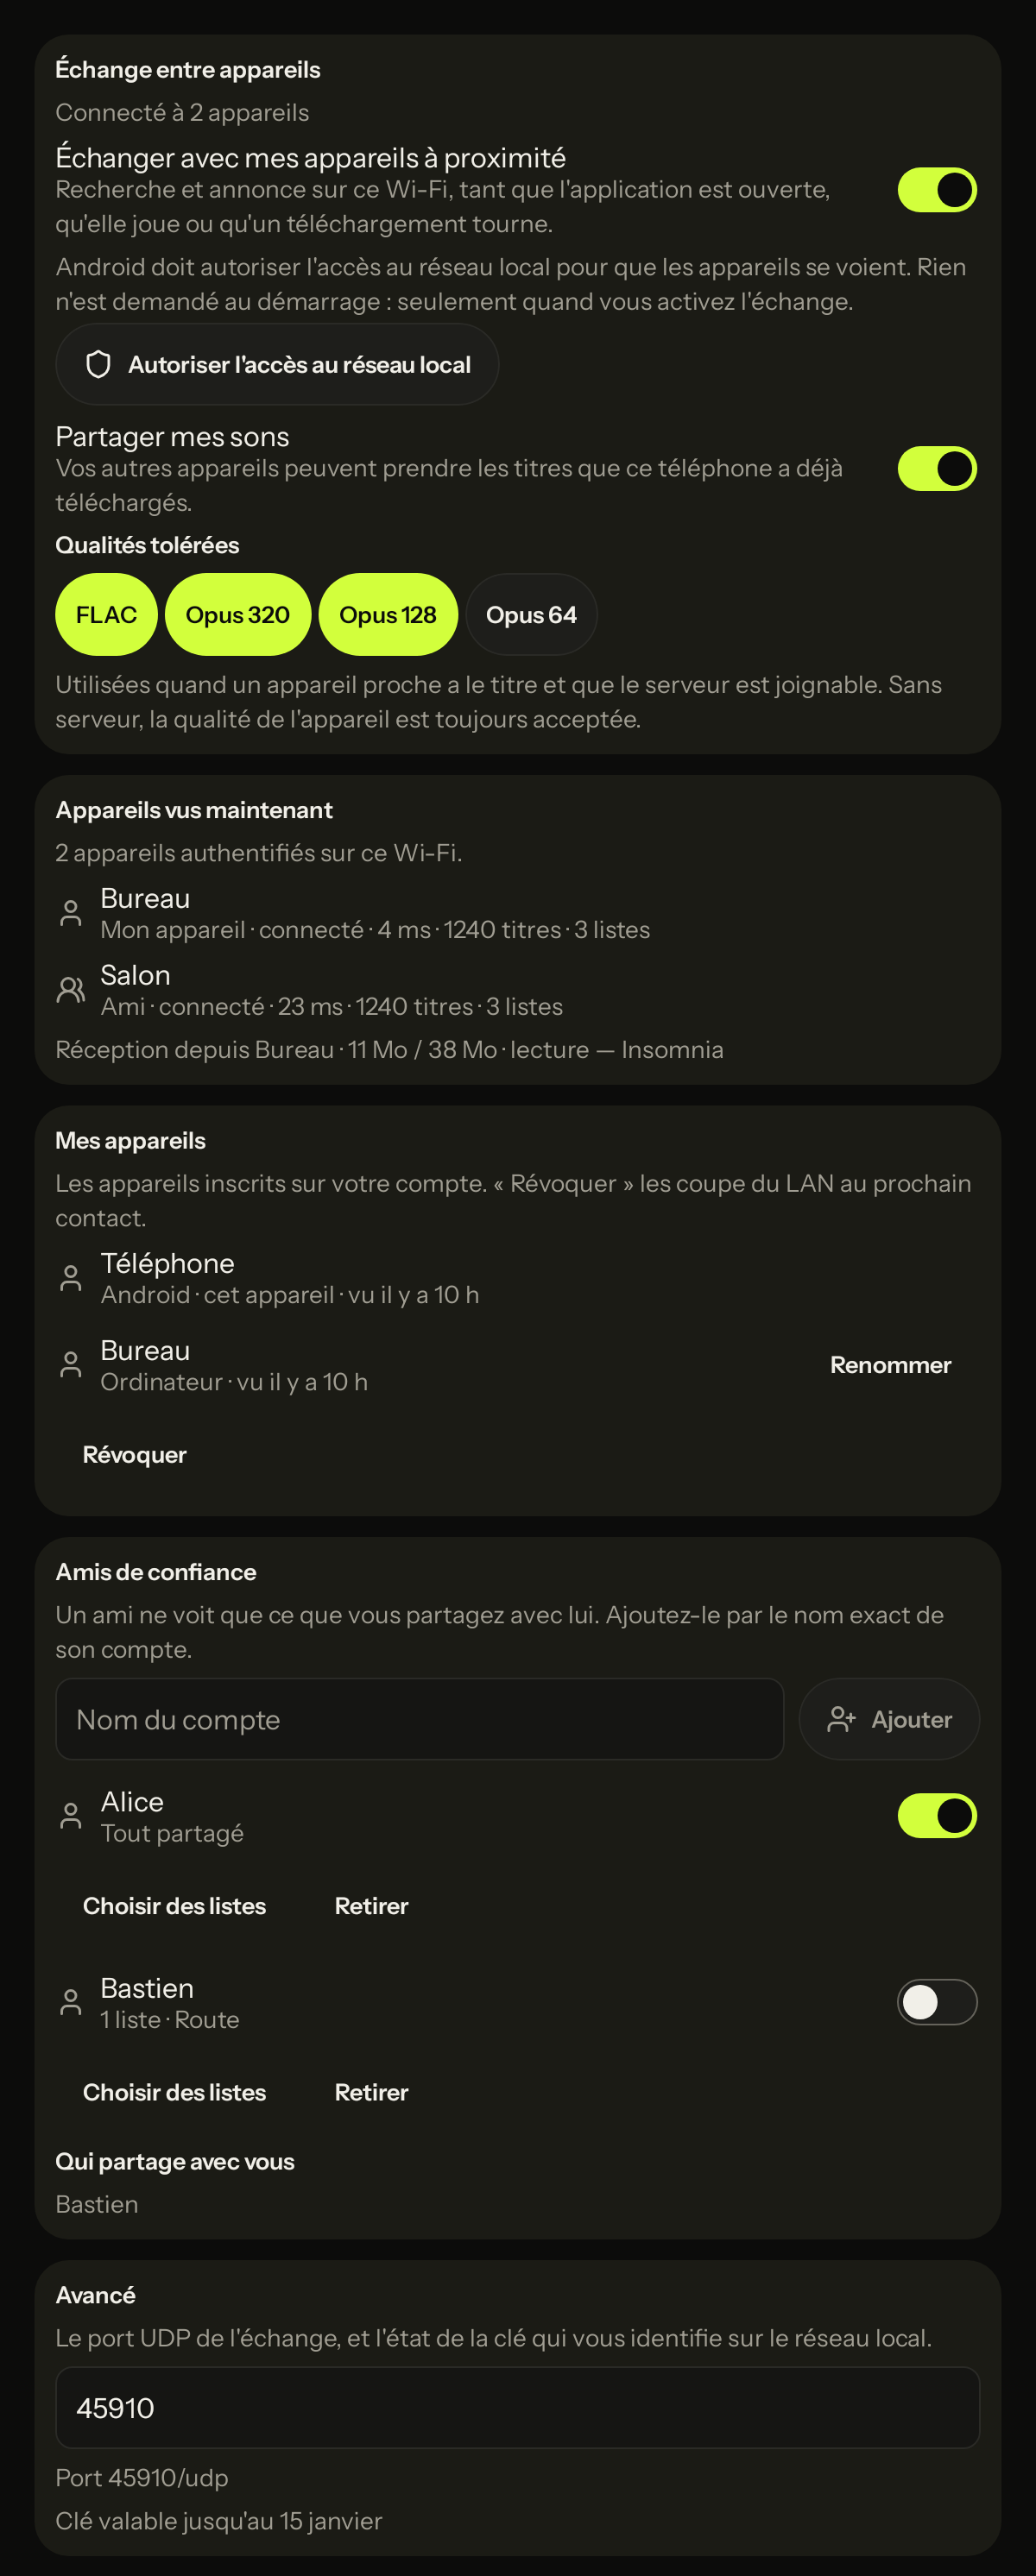 Échange entre appareils
Connecté à 2 appareils
Échanger avec mes appareils à proximité
Recherche et annonce sur ce Wi-Fi, tant que l'application est ouverte,
qu'elle joue ou qu'un téléchargement tourne.
Android doit autoriser l'accès au réseau local pour que les appareils se voient. Rien
n'est demandé au démarrage : seulement quand vous activez l'échange.
Autoriser l'accès au réseau local
Partager mes sons
Vos autres appareils peuvent prendre les titres que ce téléphone a déjà
téléchargés.
Qualités tolérées
FLAC Opus 320 Opus 128 Opus 64
Utilisées quand un appareil proche a le titre et que le serveur est joignable. Sans
serveur, la qualité de l'appareil est toujours acceptée.
Appareils vus maintenant
2 appareils authentifiés sur ce Wi-Fi.
Bureau
Mon appareil · connecté · 4 ms · 1240 titres · 3 listes
Salon
Ami · connecté · 23 ms · 1240 titres · 3 listes
Réception depuis Bureau · 11 Mo / 38 Mo · lecture — Insomnia
Mes appareils
Les appareils inscrits sur votre compte. « Révoquer » les coupe du LAN au prochain
contact.
Téléphone
Android · cet appareil · vu il y a 10 h
Bureau
Ordinateur · vu il y a 10 h
Renommer
Révoquer
Amis de confiance
Un ami ne voit que ce que vous partagez avec lui. Ajoutez-le par le nom exact de
son compte.
Nom du compte
Ajouter
Alice
Tout partagé
Choisir des listes Retirer
Bastien
1 liste · Route
Choisir des listes Retirer
Qui partage avec vous
Bastien
Avancé
Le port UDP de l'échange, et l'état de la clé qui vous identifie sur le réseau local.
45910
Port 45910/udp
Clé valable jusqu'au 15 janvier